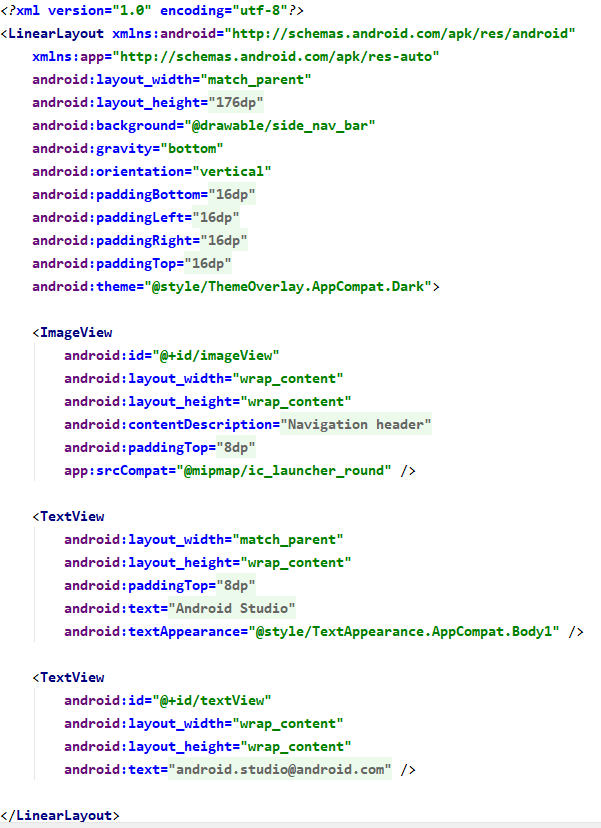 <?xml version="1.0" encoding="utf-8"?>
<LinearLayout xmlns:android="http://schemas.android.com/apk/res/android"
    xmlns:app="http://schemas.android.com/apk/res-auto"
    android:layout_width="match_parent"
    android:layout_height="176dp"
    android:background="@drawable/side_nav_bar"
    android:gravity="bottom"
    android:orientation="vertical"
    android:paddingBottom="16dp"
    android:paddingLeft="16dp"
    android:paddingRight="16dp"
    android:paddingTop="16dp"
    android:theme="@style/ThemeOverlay.AppCompat.Dark">

    <ImageView
        android:id="@+id/imageView"
        android:layout_width="wrap_content"
        android:layout_height="wrap_content"
        android:contentDescription="Navigation header"
        android:paddingTop="8dp"
        app:srcCompat="@mipmap/ic_launcher_round" />

    <TextView
        android:layout_width="match_parent"
        android:layout_height="wrap_content"
        android:paddingTop="8dp"
        android:text="Android Studio"
        android:textAppearance="@style/TextAppearance.AppCompat.Body1" />

    <TextView
        android:id="@+id/textView"
        android:layout_width="wrap_content"
        android:layout_height="wrap_content"
        android:text="android.studio@android.com" />

</LinearLayout>